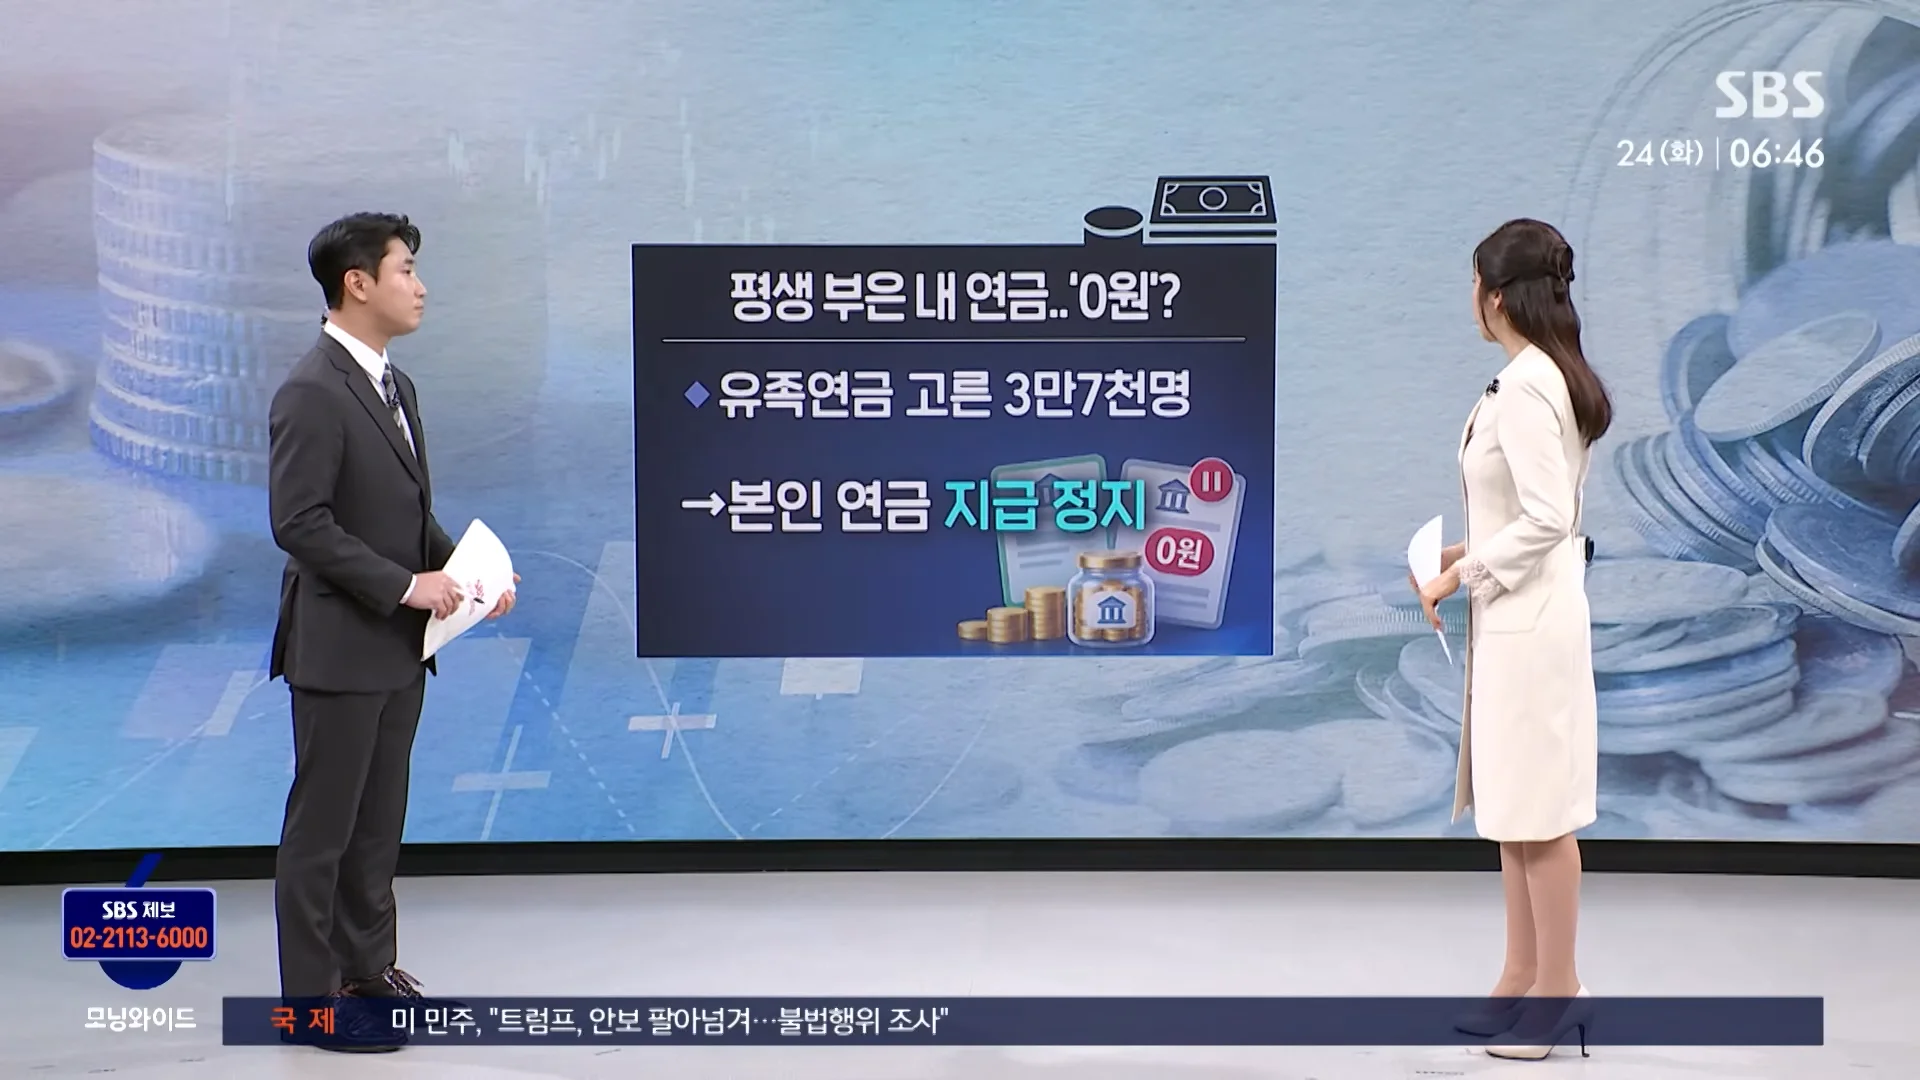 SBS
24(화) 06:46
평생 부은 내 연금..'0원'?
◆유족연금 고른 3만7천명
→본인 연금 지급 정지
0원
SBS 제보
02-2113-6000
모닝와이드
국제 미 민주, "트럼프, 안보 팔아넘겨…불법행위 조사"